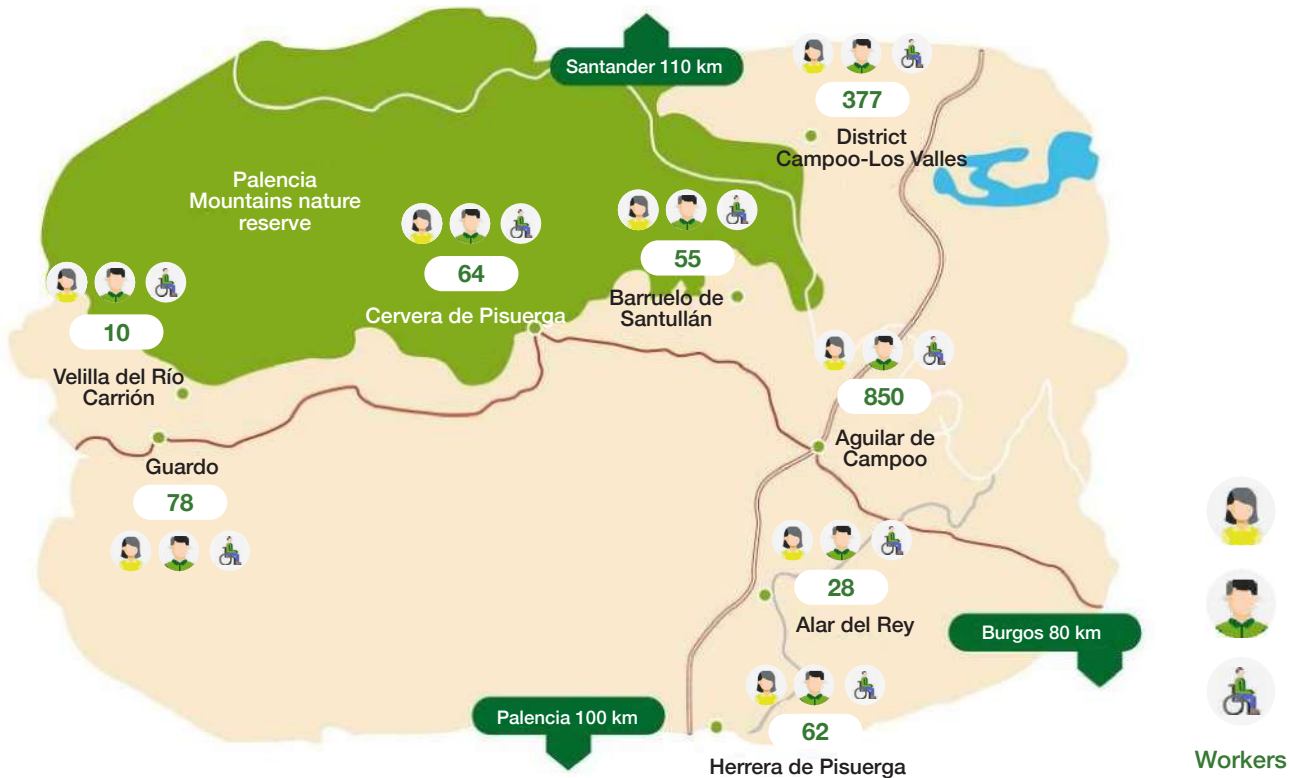 Santander 110 km
377
District
Campoo-Los Valles
Palencia
Mountains nature
reserve
64
Cervera de Pisuerga
55
Barruelo de
Santullán
10
Velilla del Río
Carrión
850
Aguilar de
Campoo
Guardo
78
28
Alar del Rey
Burgos 80 km
Palencia 100 km
62
Herrera de Pisuerga
Workers